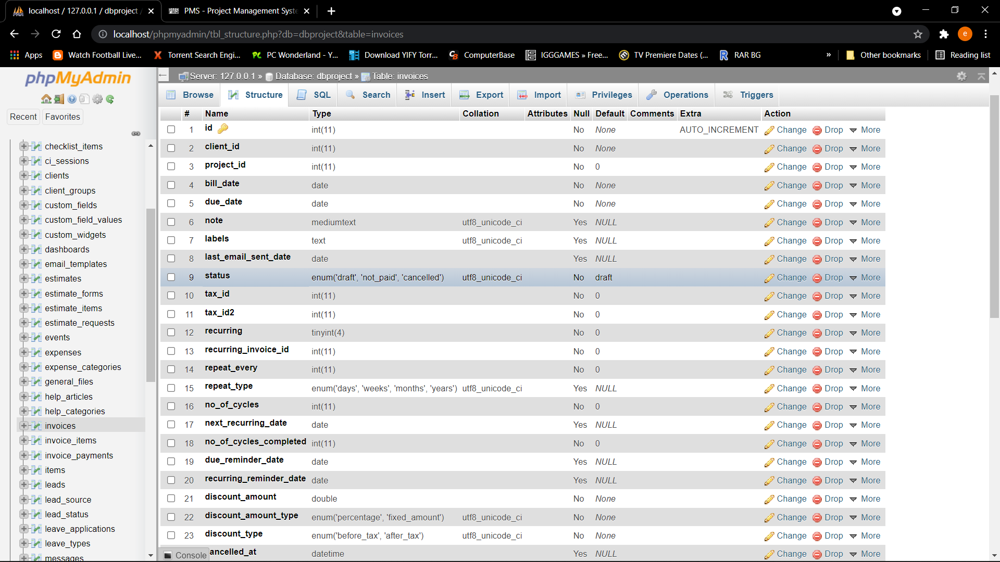 localhost / 127.0.0.1 / dbproject /
PMS PMS - Project Management Syste
localhost/phpmyadmin/tbl_structure.php?db=dbproject&table=invoices
e
Apps Watch Football Live... Torrent Search Engi... PC Wonderland - Y... Download YIFY Torr... ComputerBase IGGGAMES » Free... TV Premiere Dates (... RAR BG » Other bookmarks Reading list
phpMyAdmin
Recent Favorites
checklist_items
ci_sessions
clients
client_groups
custom_fields
custom_field_values
custom_widgets
dashboards
email_templates
estimates
estimate_forms
estimate_items
estimate_requests
events
expenses
expense_categories
general_files
help_articles
help_categories
invoices
invoice_items
invoice_payments
items
leads
lead_source
lead_status
leave_applications
leave_types
messages
Server: 127.0.0.1 » Database: dbproject » Table: invoices
Browse Structure SQL Search Insert Export Import Privileges Operations Triggers
# Name Type Collation Attributes Null Default Comments Extra Action
1 id int(11) No None AUTO_INCREMENT Change Drop More
2 client_id int(11) No None Change Drop More
3 project_id int(11) No 0 Change Drop More
4 bill_date date No None Change Drop More
5 due_date date No None Change Drop More
6 note mediumtext utf8_unicode_ci Yes NULL Change Drop More
7 labels text utf8_unicode_ci Yes NULL Change Drop More
8 last_email_sent_date date Yes NULL Change Drop More
9 status enum('draft', 'not_paid', 'cancelled') utf8_unicode_ci No draft Change Drop More
10 tax_id int(11) No 0 Change Drop More
11 tax_id2 int(11) No 0 Change Drop More
12 recurring tinyint(4) No 0 Change Drop More
13 recurring_invoice_id int(11) No 0 Change Drop More
14 repeat_every int(11) No 0 Change Drop More
15 repeat_type enum('days', 'weeks', 'months', 'years') utf8_unicode_ci Yes NULL Change Drop More
16 no_of_cycles int(11) No 0 Change Drop More
17 next_recurring_date date Yes NULL Change Drop More
18 no_of_cycles_completed int(11) No 0 Change Drop More
19 due_reminder_date date Yes NULL Change Drop More
20 recurring_reminder_date date Yes NULL Change Drop More
21 discount_amount double No None Change Drop More
22 discount_amount_type enum('percentage', 'fixed_amount') utf8_unicode_ci No None Change Drop More
23 discount_type enum('before_tax', 'after_tax') utf8_unicode_ci No None Change Drop More
ancelled_at datetime Yes NULL Change Drop More
Console